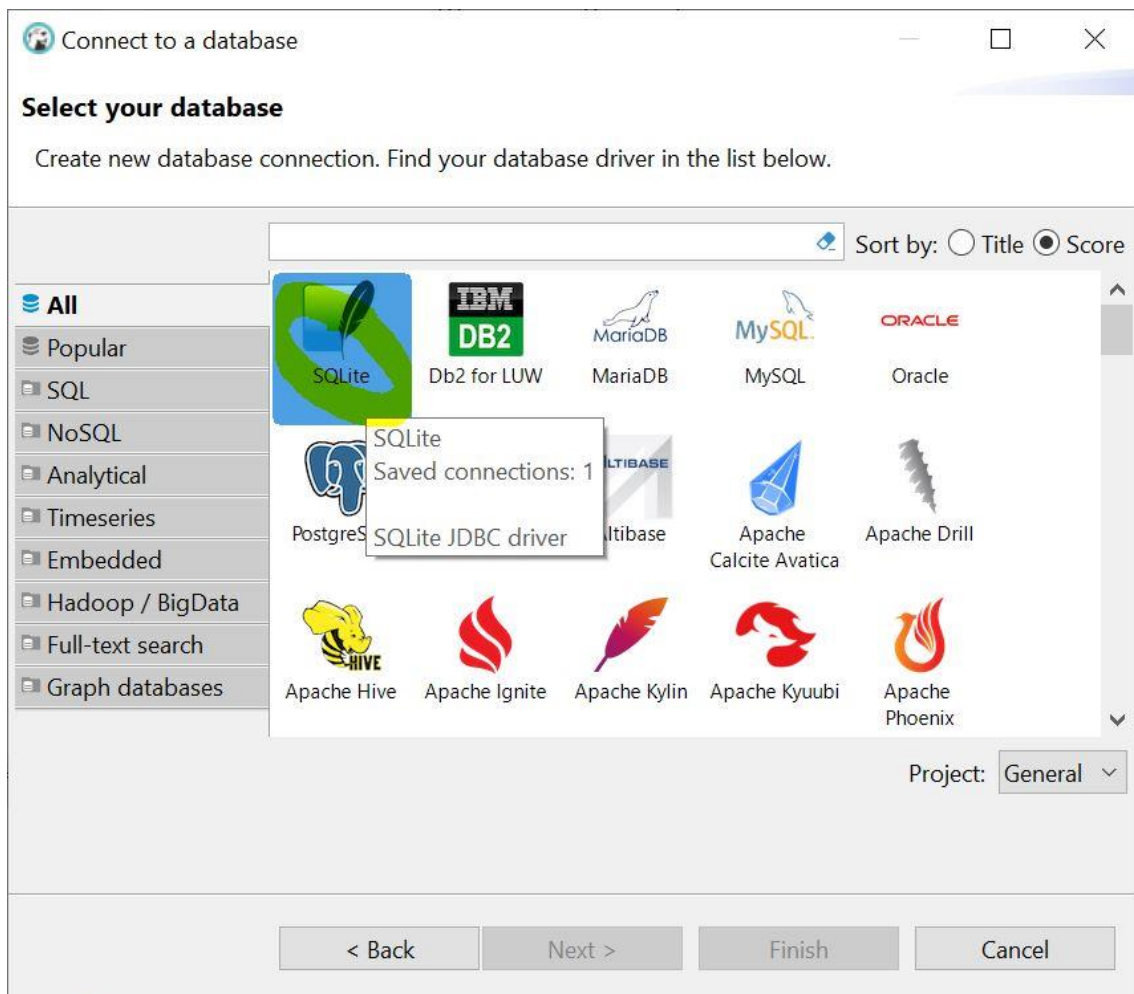 Connect to a database
Select your database
Create new database connection. Find your database driver in the list below.
Sort by: Title Score
All
Popular
SQL
NoSQL
Analytical
Timeseries
Embedded
Hadoop / BigData
Full-text search
Graph databases
IBM
DB2
MariaDB
MySQL
ORACLE
SQLite
Db2 for LUW
MariaDB
MySQL
Oracle
SQLite
Saved connections: 1
SQLite JDBC driver
LTIBASE
PostgreS
ltibase
Apache
Calcite Avatica
Apache Drill
HIVE
Apache Hive
Apache Ignite
Apache Kylin
Apache Kyuubi
Apache
Phoenix
Project: General
< Back
Next >
Finish
Cancel